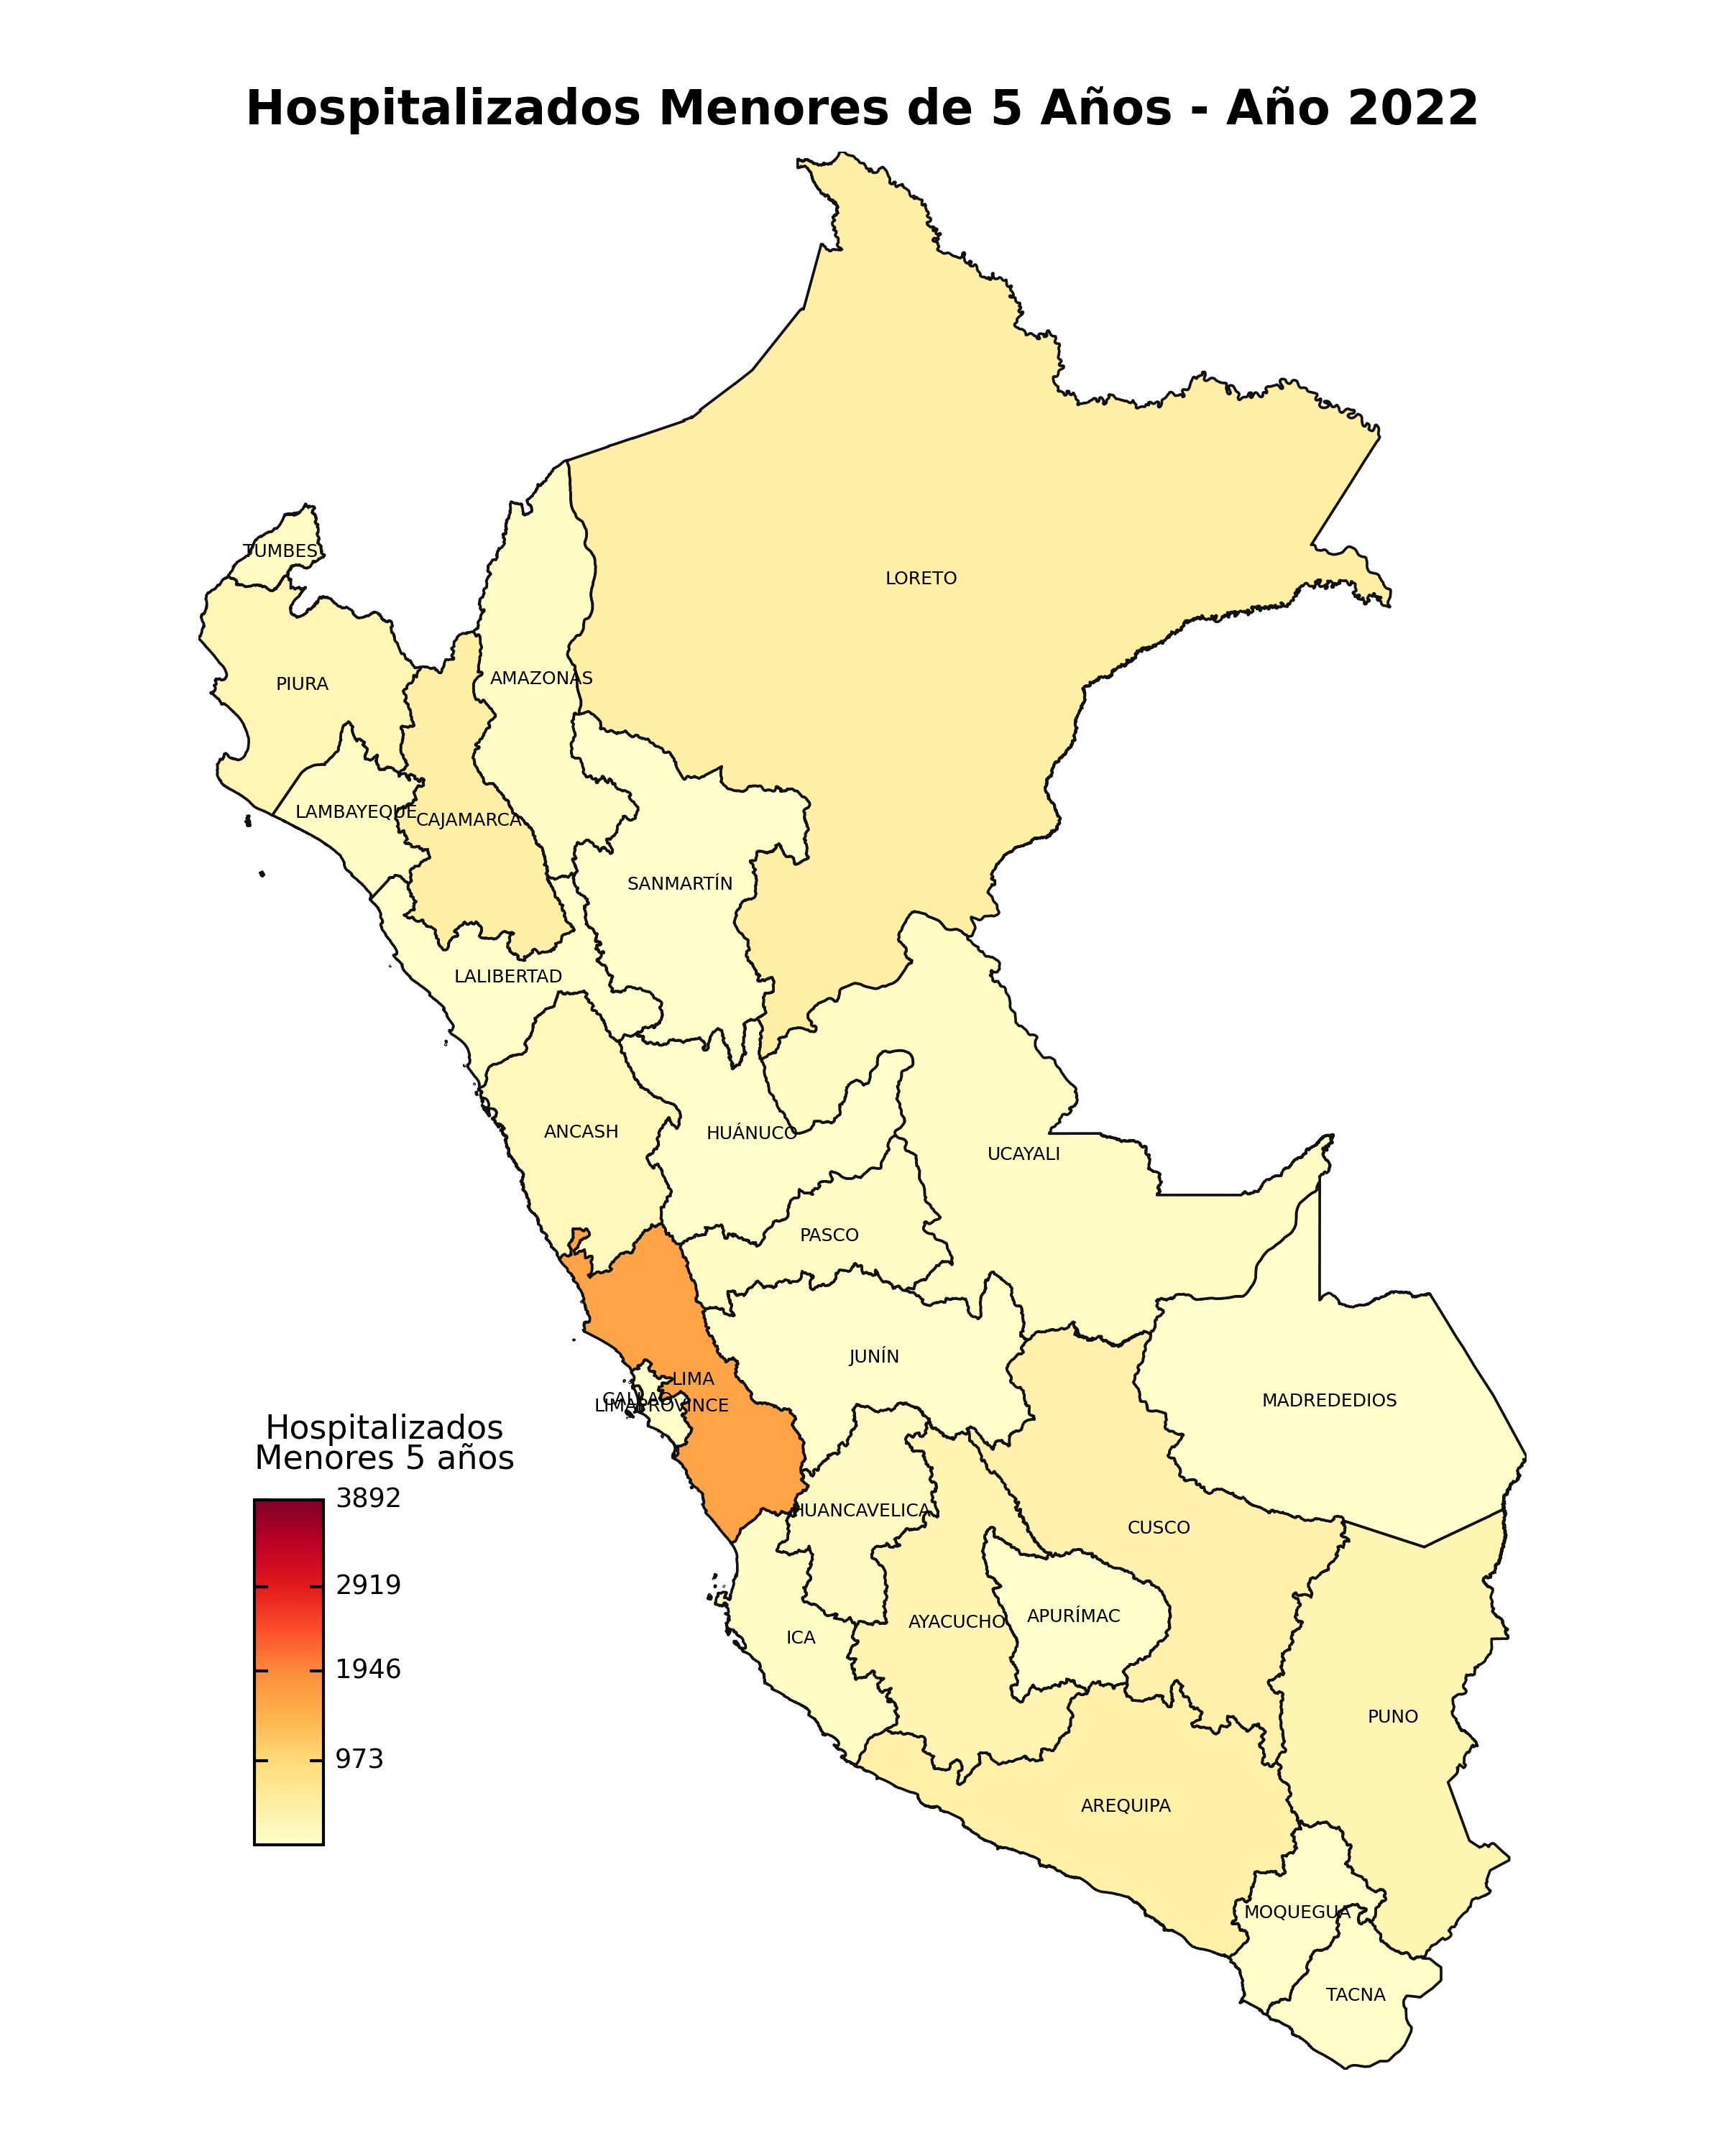 Hospitalizados Menores de 5 Años - Año 2022
TUMBES
LORETO
PIURA
AMAZONAS
LAMBAYEQUE
CAJAMARCA
SANMARTÍN
LALIBERTAD
ANCASH
HUÁNUCO
UCAYALI
PASCO
JUNÍN
LIMA
CALLAO
LIMAPROVINCE
MADREDEDIOS
Hospitalizados
Menores 5 años
3892
2919
1946
973
HUANCAVELICA
CUSCO
AYACUCHO
APURÍMAC
ICA
PUNO
AREQUIPA
MOQUEGUA
TACNA